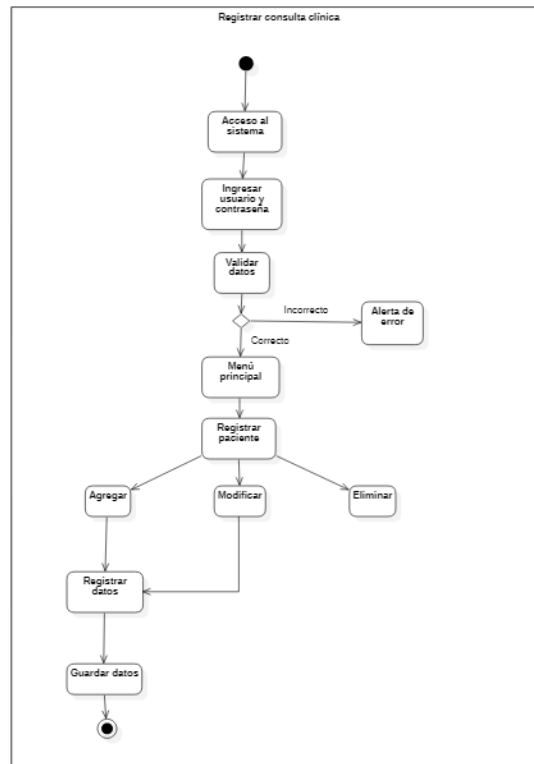 Registrar consulta clínica
Acceso al
sistema
Ingresar
usuario y
contraseña
Validar
datos
Incorrecto
Alerta de
error
Correcto
Menú
principal
Registrar
paciente
Agregar
Modificar
Eliminar
Registrar
datos
Guardar datos